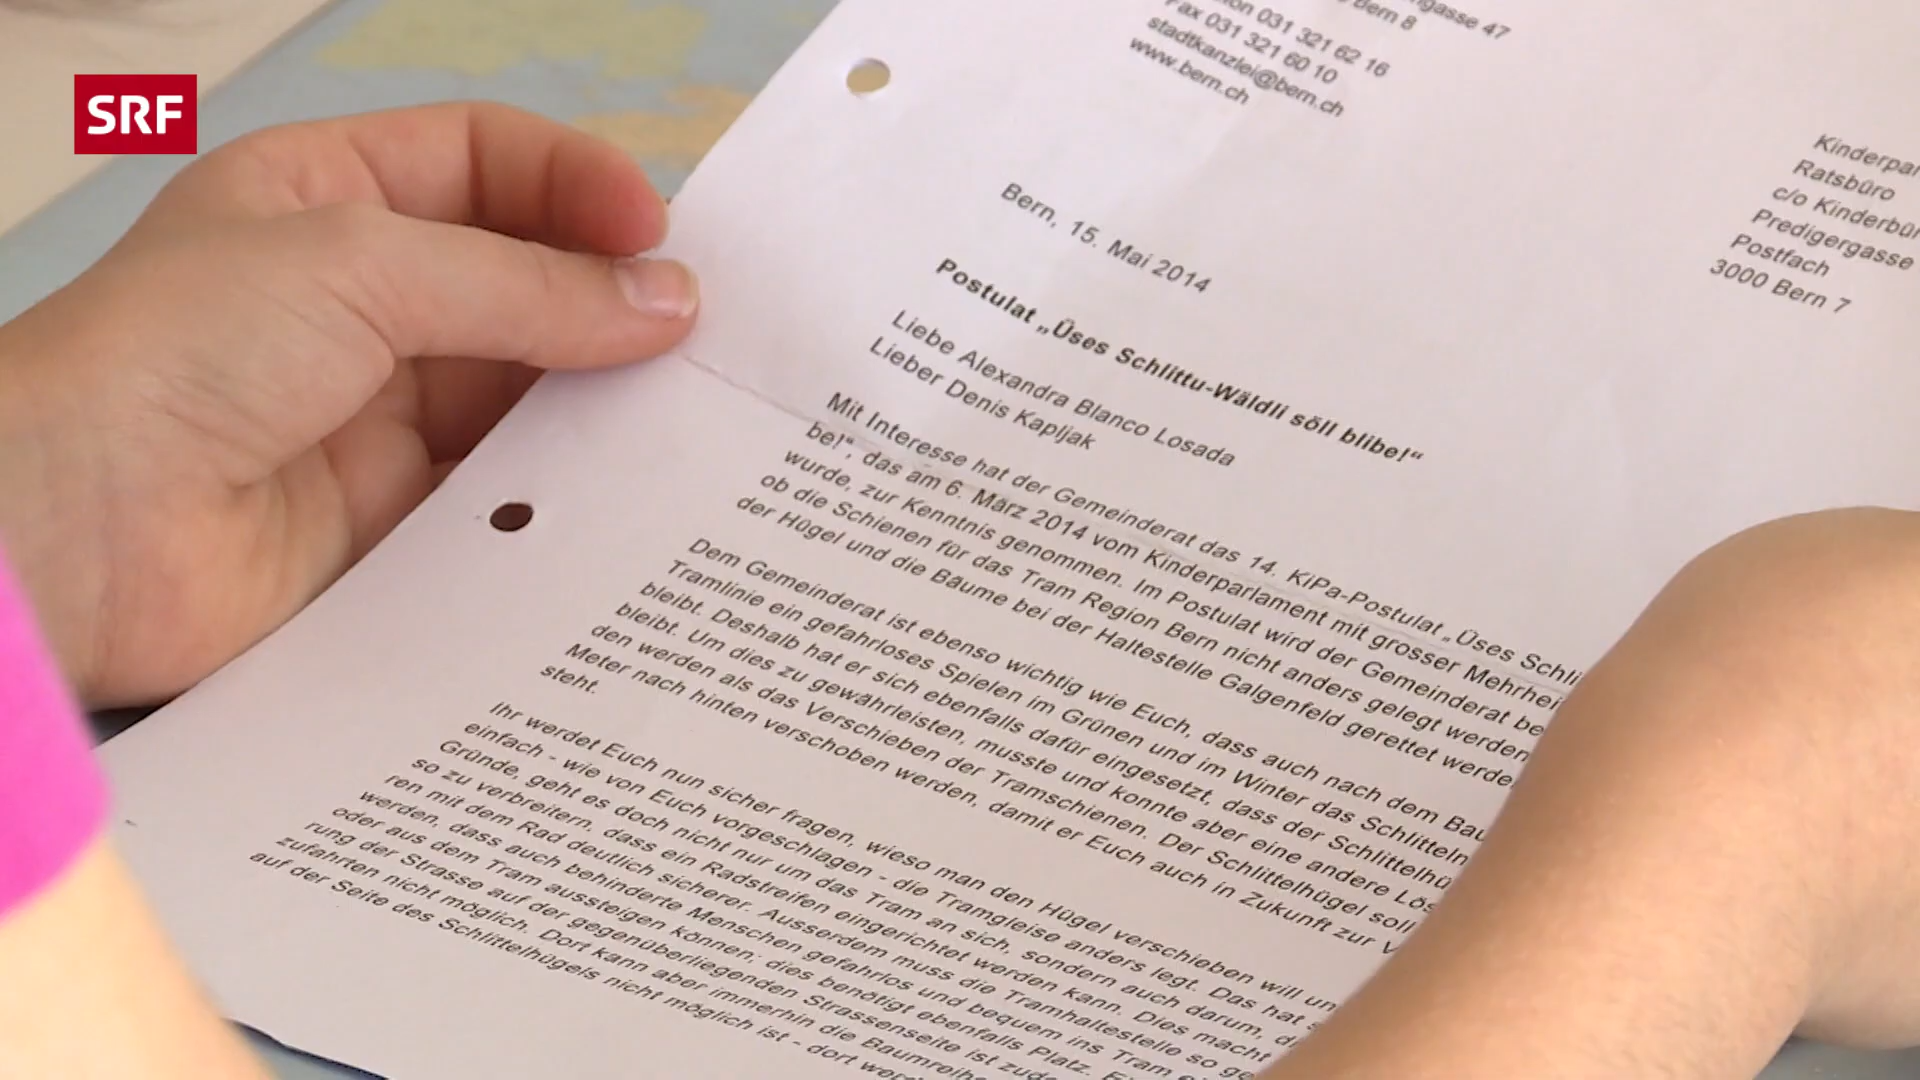 SRF
ngasse 47
Bern 8
on 031 321 62 16
Fax 031 321 60 10
stadtkanzlei@bern.ch
www.bern.ch
Kinderpar
Ratsbüro
c/o Kinderbür
Predigergasse
Postfach
3000 Bern 7
Bern, 15. Mai 2014
Postulat „Üses Schlittu-Wäldli söll blibe!“
Liebe Alexandra Blanco Losada
Lieber Denis Kapljak
Mit Interesse hat der Gemeinderat das 14. KiPa-Postulat „Üses Schli
be!“, das am 6. März 2014 vom Kinderparlament mit grosser Mehrhei
wurde, zur Kenntnis genommen. Im Postulat wird der Gemeinderat be
ob die Schienen für das Tram Region Bern nicht anders gelegt werden
der Hügel und die Bäume bei der Haltestelle Galgenfeld gerettet werde
Dem Gemeinderat ist ebenso wichtig wie Euch, dass auch nach dem Bau
Tramlinie ein gefahrloses Spielen im Grünen und im Winter das Schlitteln
bleibt. Deshalb hat er sich ebenfalls dafür eingesetzt, dass der Schlittelhü
bleibt. Um dies zu gewährleisten, musste und konnte aber eine andere Lös
den werden als das Verschieben der Tramschienen. Der Schlittelhügel soll
Meter nach hinten verschoben werden, damit er Euch auch in Zukunft zur V
steht.
Ihr werdet Euch nun sicher fragen, wieso man den Hügel verschieben will un
einfach - wie von Euch vorgeschlagen - die Tramgleise anders legt. Das hat
Gründe, geht es doch nicht nur um das Tram an sich, sondern auch darum, di
so zu verbreitern, dass ein Radstreifen eingerichtet werden kann. Dies macht
ren mit dem Rad deutlich sicherer. Ausserdem muss die Tramhaltestelle so ge
werden, dass auch behinderte Menschen gefahrlos und bequem ins Tram
oder aus dem Tram aussteigen können; dies benötigt ebenfalls Platz.
rung der Strasse auf der gegenüberliegenden Strassenseite ist zude
zufahrten nicht möglich. Dort kann aber immerhin die Baumreihe
auf der Seite des Schlittelhügels nicht möglich ist - dort wer